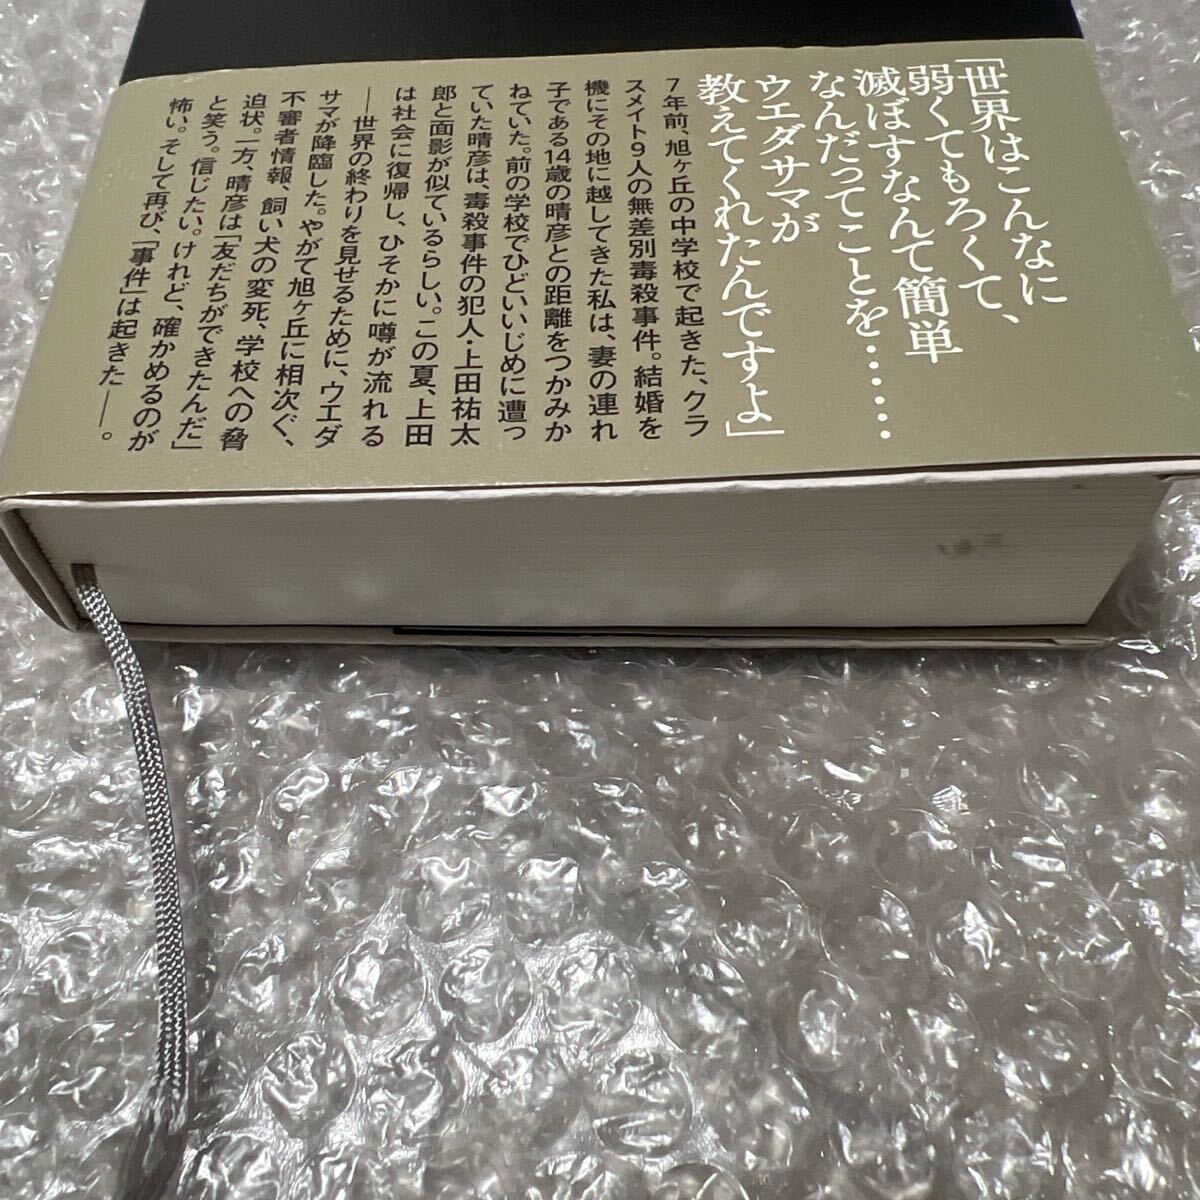 「世界はこんなに
弱くてもろくて、
滅ぼすなんて簡単
なんだってことを……
ウエダサマが
教えてくれたんですよ」
7年前、旭ヶ丘の中学校で起きた、クラ
スメイト9人の無差別毒殺事件。結婚を
機にその地に越してきた私は、妻の連れ
子である14歳の晴彦との距離をつかみか
ねていた。前の学校でひどいいじめに遭っ
ていた晴彦は、毒殺事件の犯人・上田祐太
郎と面影が似ているらしい。この夏、上田
は社会に復帰し、ひそかに噂が流れる
―世界の終わりを見せるために、ウエダ
サマが降臨した。やがて旭ヶ丘に相次ぐ、
不審者情報、飼い犬の変死、学校への脅
迫状。一方、晴彦は「友だちができたんだ」
と笑う。信じたい。けれど、確かめるのが
怖い。そして再び、「事件」は起きた――。